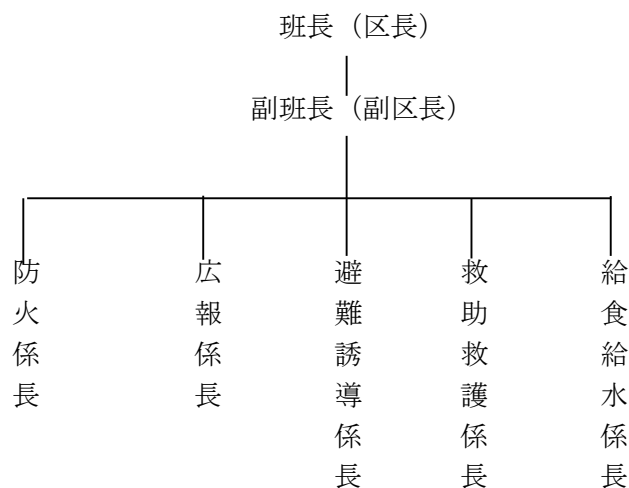 班長（区長）
副班長（副区長）
防火係長
広報係長
避難誘導係長
救助救護係長
給食給水係長